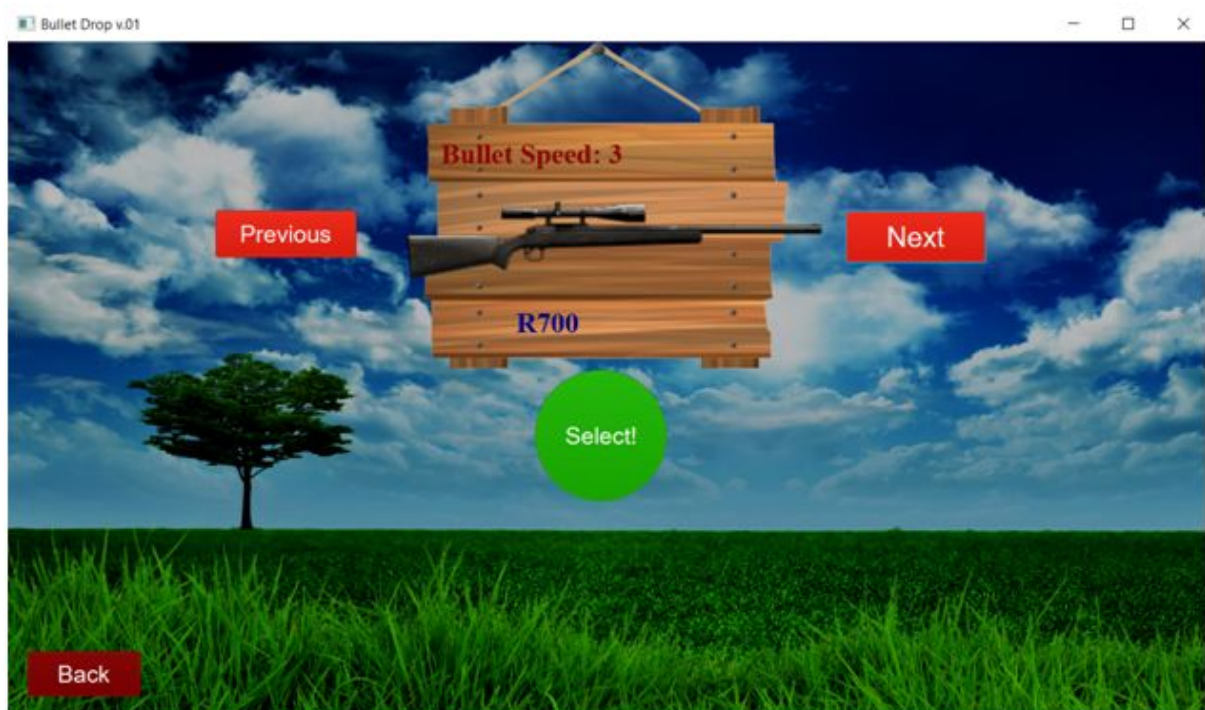 Bullet Drop v.01
Bullet Speed: 3
Previous
Next
R700
Select!
Back